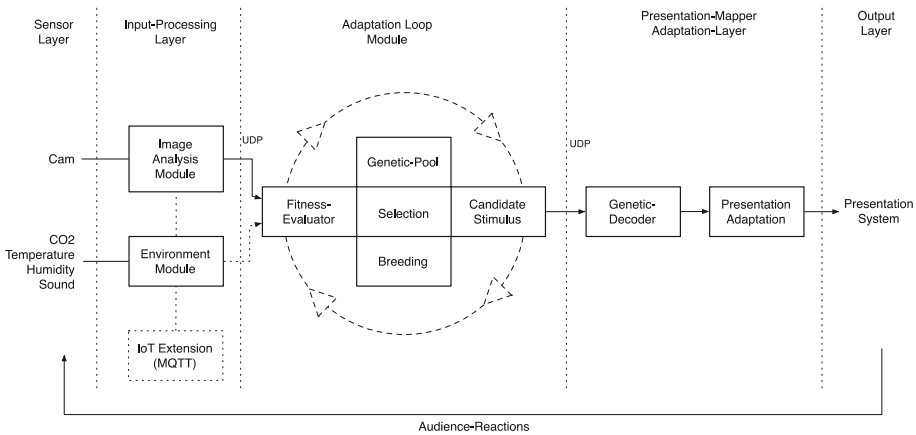 Sensor
Layer
Input-Processing
Layer
Adaptation Loop
Module
Presentation-Mapper
Adaptation-Layer
Output
Layer
Cam
Image
Analysis
Module
UDP
Genetic-Pool
Fitness-
Evaluator
Selection
Candidate
Stimulus
Breeding
UDP
Genetic-
Decoder
Presentation
Adaptation
Presentation
System
CO2
Temperature
Humidity
Sound
Environment
Module
IoT Extension
(MQTT)
Audience-Reactions